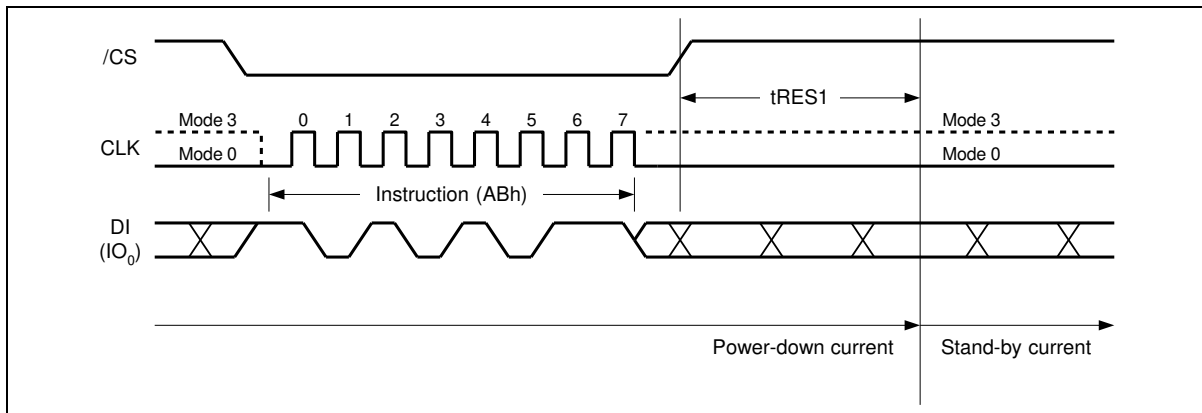 /CS
tRES1
Mode 3
0 1 2 3 4 5 6 7
Mode 3
CLK
Mode 0
Mode 0
Instruction (ABh)
DI
(IO0)
Power-down current
Stand-by current